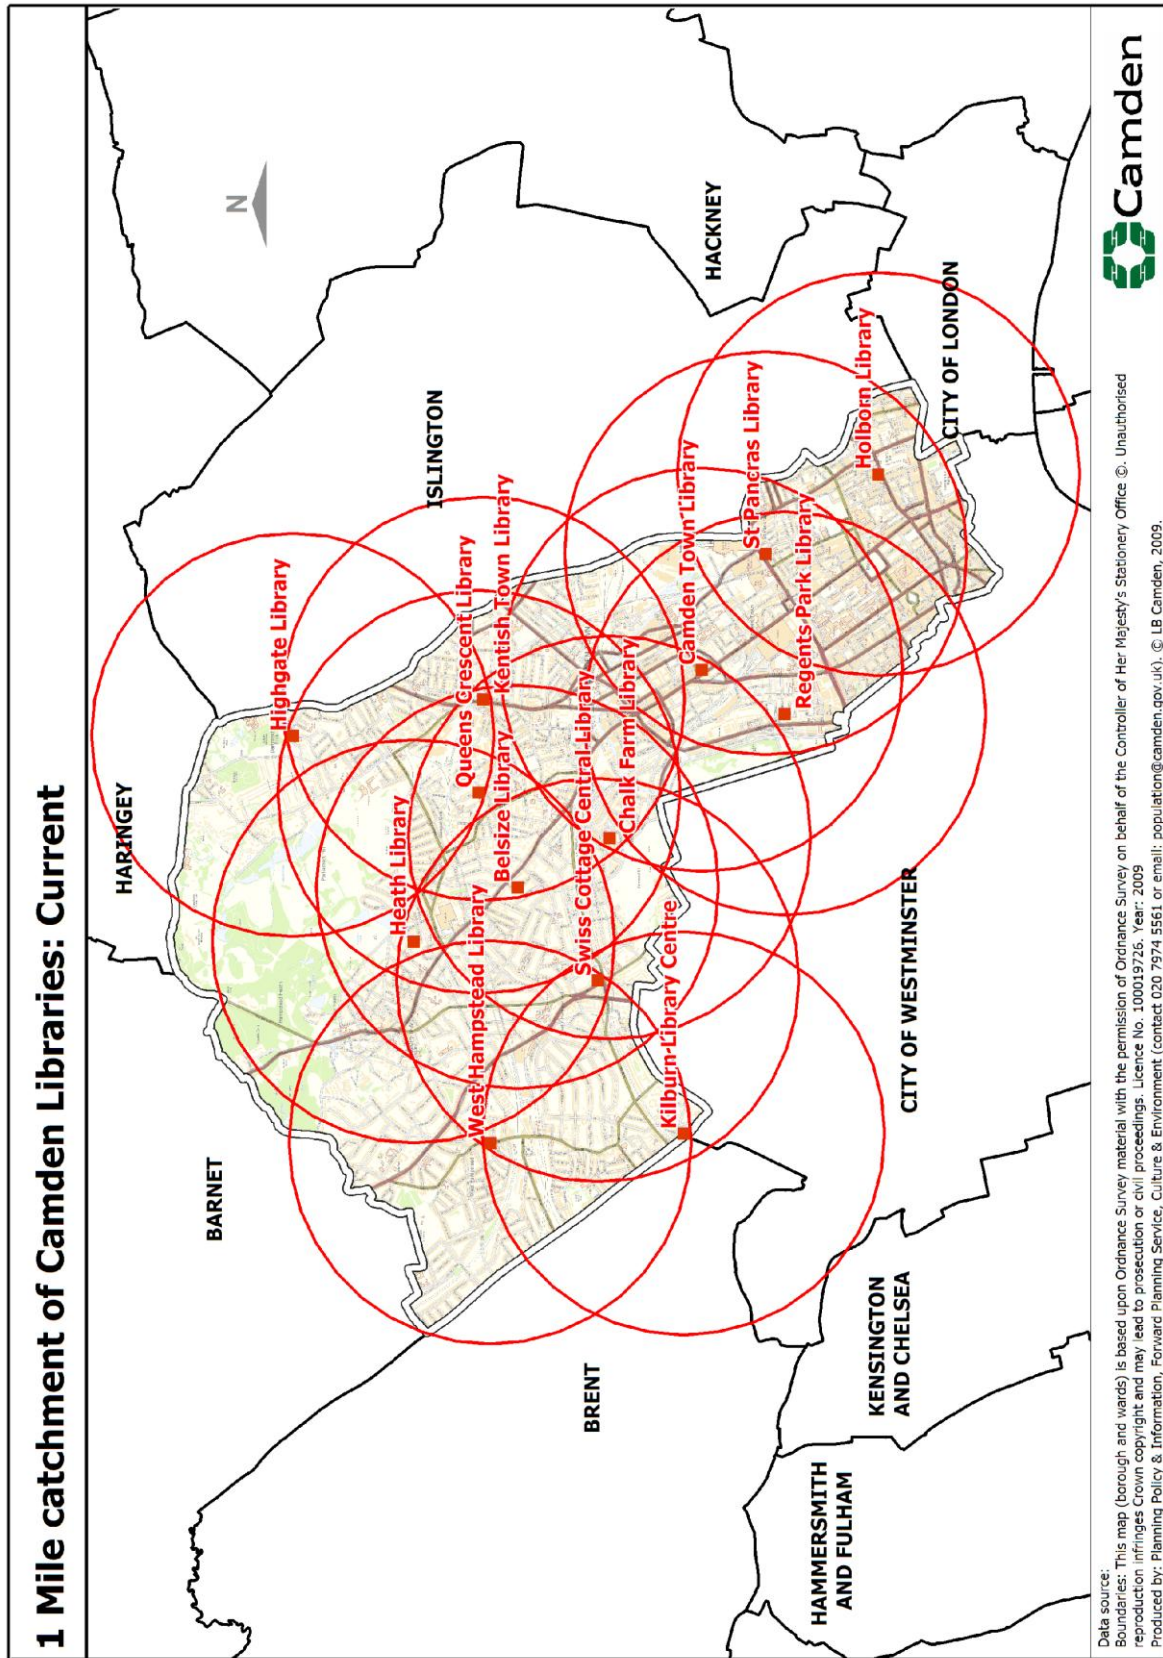 1 Mile catchment of Camden Libraries: Current
N
HARINGEY
BARNET
Highgate Library
ISLINGTON
Heath Library
Queens Crescent Library
West Hampstead Library
Belsize Library
Kentish Town Library
BRENT
Swiss Cottage Central Library
Chalk Farm Library
Kilburn Library Centre
Camden Town Library
HACKNEY
St Pancras Library
Regents Park Library
Holborn Library
CITY OF WESTMINSTER
CITY OF LONDON
KENSINGTON
AND CHELSEA
HAMMERSMITH
AND FULHAM
Data source:
Boundaries: This map (borough and wards) is based upon Ordnance Survey material with the permission of Ordnance Survey on behalf of the Controller of Her Majesty's Stationery Office ©. Unauthorised
reproduction infringes Crown copyright and may lead to prosecution or civil proceedings. Licence No. 100019726. Year: 2009
Produced by: Planning Policy & Information, Forward Planning Service, Culture & Environment (contact 020 7974 5561 or email: population@camden.gov.uk). © LB Camden, 2009.
Camden